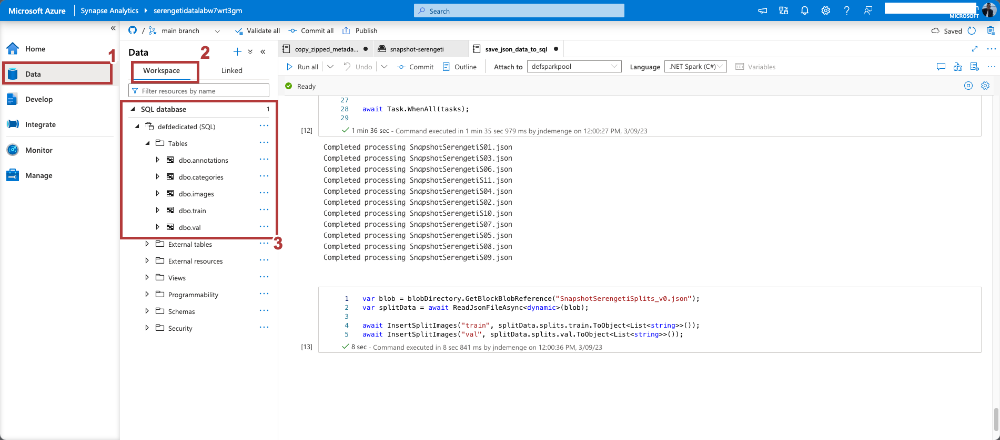 Microsoft Azure
Synapse Analytics
serengetidatalabw7wrt3gm
Search
MICROSOFT
main branch
Validate all
Commit all
Publish
Saved
Home
Data
Develop
Integrate
Monitor
Manage
1
Data
2
Workspace
Linked
Filter resources by name
SQL database 1
defdedicated (SQL)
Tables
dbo.annotations
dbo.categories
dbo.images
dbo.train
dbo.val
3
External tables
External resources
Views
Programmability
Schemas
Security
copy_zipped_metada...
snapshot-serengeti
save_json_data_to_sql
Run all
Undo
Commit
Outline
Attach to
defsparkpool
Language
.NET Spark (C#)
Variables
Ready
27
28 await Task.WhenAll(tasks);
29
[12] 1 min 36 sec - Command executed in 1 min 35 sec 979 ms by jndemenge on 12:00:27 PM, 3/09/23
Completed processing SnapshotSerengetiS01.json
Completed processing SnapshotSerengetiS03.json
Completed processing SnapshotSerengetiS06.json
Completed processing SnapshotSerengetiS11.json
Completed processing SnapshotSerengetiS04.json
Completed processing SnapshotSerengetiS02.json
Completed processing SnapshotSerengetiS10.json
Completed processing SnapshotSerengetiS07.json
Completed processing SnapshotSerengetiS05.json
Completed processing SnapshotSerengetiS08.json
Completed processing SnapshotSerengetiS09.json
1 var blob = blobDirectory.GetBlockBlobReference("SnapshotSerengetiSplits_v0.json");
2 var splitData = await ReadJsonFileAsync<dynamic>(blob);
3
4 await InsertSplitImages("train", splitData.splits.train.ToObject<List<string>>());
5 await InsertSplitImages("val", splitData.splits.val.ToObject<List<string>>());
[13] 8 sec - Command executed in 8 sec 841 ms by jndemenge on 12:00:36 PM, 3/09/23